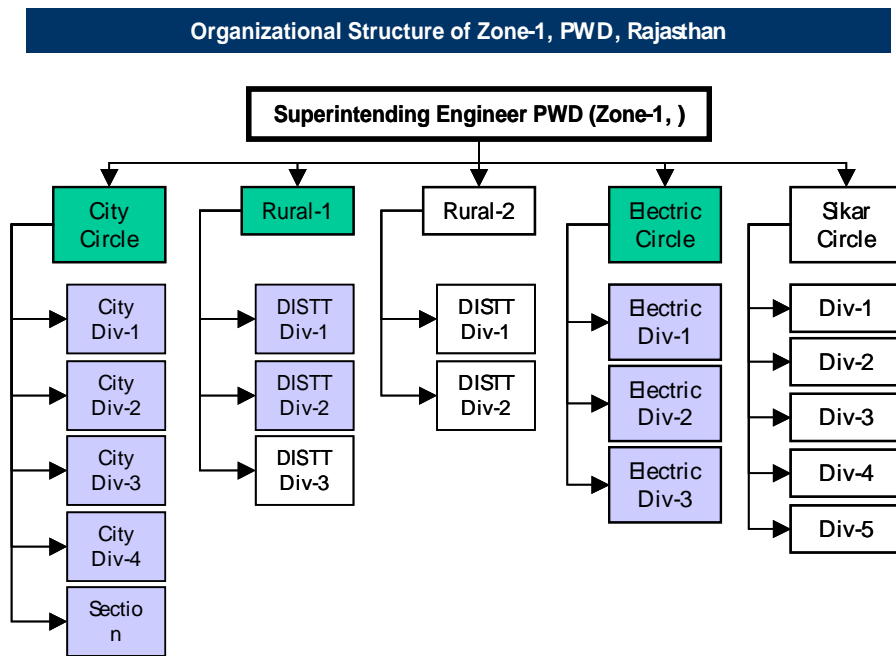 Organizational Structure of Zone-1, PWD, Rajasthan
Superintending Engineer PWD (Zone-1, )
City
Circle
Rural-1
Rural-2
Electric
Circle
Sikar
Circle
City
Div-1
City
Div-2
City
Div-3
City
Div-4
Sectio
n
DISTT
Div-1
DISTT
Div-2
DISTT
Div-3
DISTT
Div-1
DISTT
Div-2
Electric
Div-1
Electric
Div-2
Electric
Div-3
Div-1
Div-2
Div-3
Div-4
Div-5